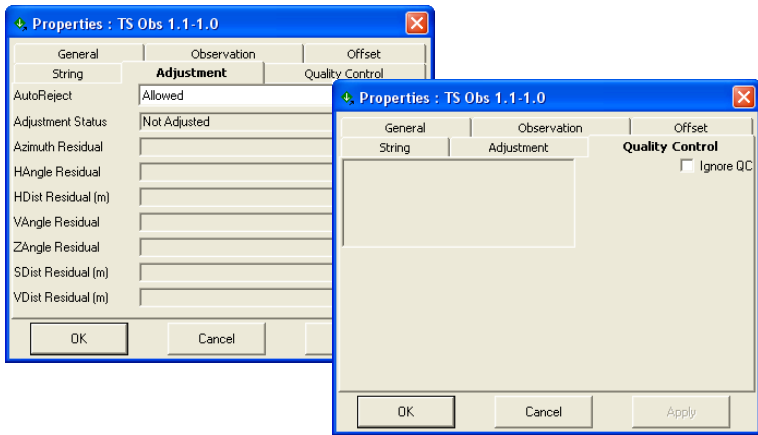 Properties : TS Obs 1.1-1.0
General Observation Offset
String Adjustment Quality Control
AutoReject Allowed
Adjustment Status Not Adjusted
Azimuth Residual
HAngle Residual
HDist Residual (m)
VAngle Residual
ZAngle Residual
SDist Residual (m)
VDist Residual (m)
OK Cancel
Properties : TS Obs 1.1-1.0
General Observation Offset
String Adjustment Quality Control
Ignore QC
OK Cancel Apply